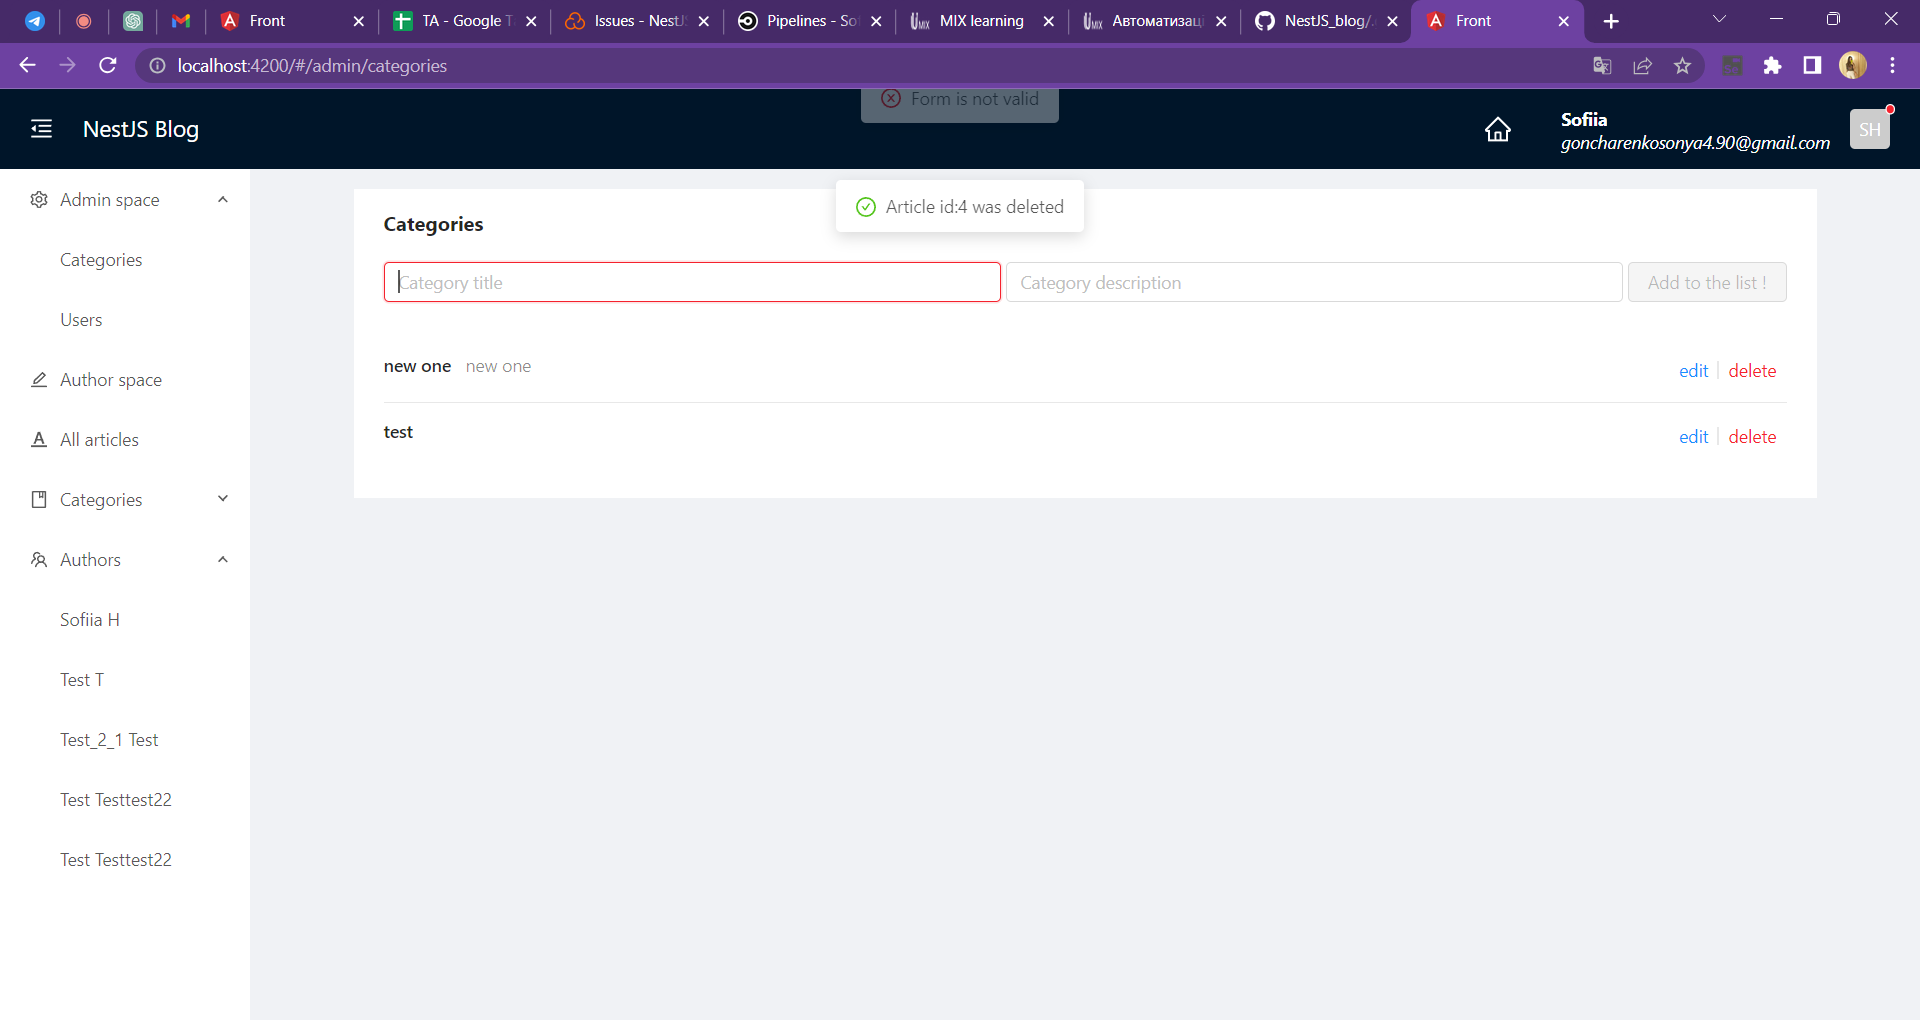 Front
TA - Google T
Issues - NestJS
Pipelines - Sof
MIX learning
Автоматизаці
NestJS_blog/.
Front
localhost:4200/#/admin/categories
Form is not valid
NestJS Blog
Sofiia
goncharenkosonya4.90@gmail.com
SH
Admin space
Categories
Users
Author space
All articles
Categories
Authors
Sofiia H
Test T
Test_2_1 Test
Test Testtest22
Test Testtest22
Article id:4 was deleted
Categories
Category title
Category description
Add to the list !
new one new one
edit delete
test
edit delete